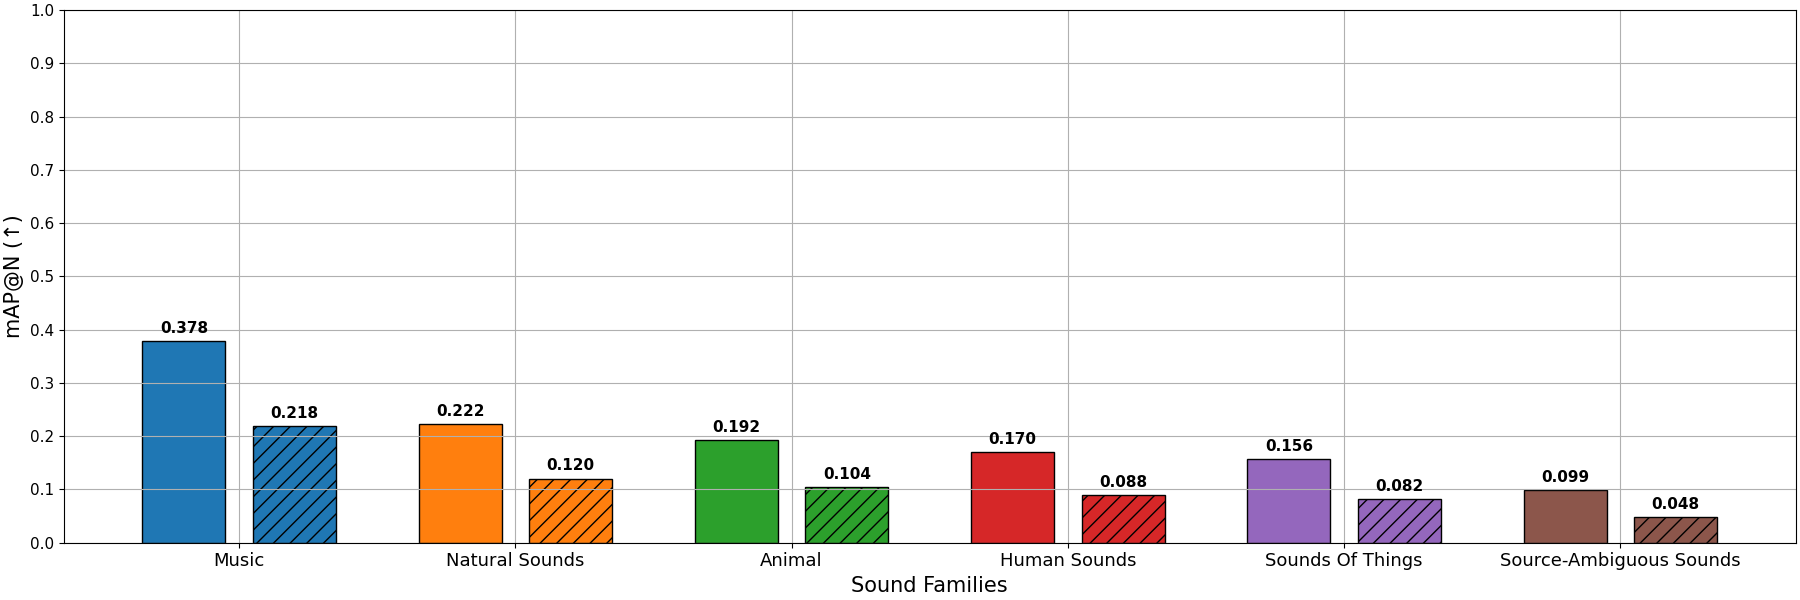 mAP@N (↑)
1.0
0.9
0.8
0.7
0.6
0.5
0.4
0.3
0.2
0.1
0.0
0.378
0.218
0.222
0.120
0.192
0.104
0.170
0.088
0.156
0.082
0.099
0.048
Music
Natural Sounds
Animal
Human Sounds
Sounds Of Things
Source-Ambiguous Sounds
Sound Families